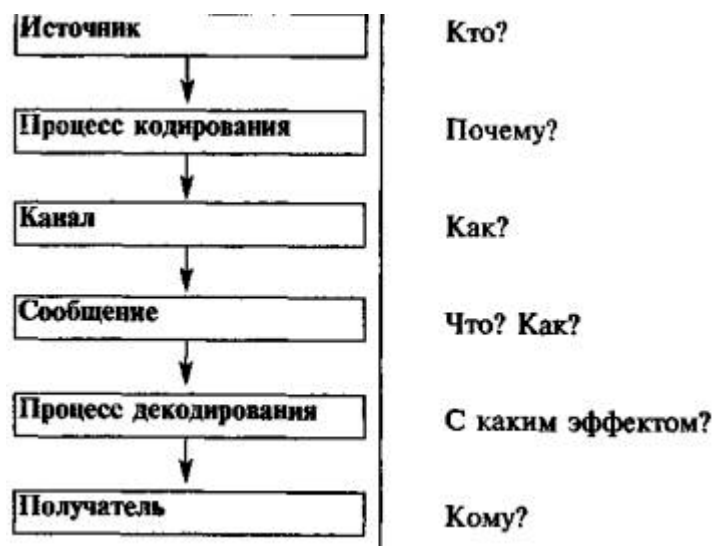 Источник
Кто?
Процесс кодирования
Почему?
Канал
Как?
Сообщение
Что? Как?
Процесс декодирования
С каким эффектом?
Получатель
Кому?